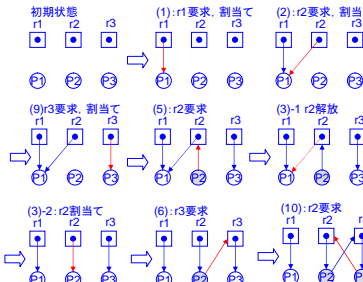 初期状態 (1):r1要求, 割当て (2):r2要求, 割当
r1 r2 r3 r1 r2 r3 r1 r2 r3
P1 P2 P3 P1 P2 P3 P1 P2 P3
(9)r3要求, 割当て (5):r2要求 (3)-1 r2解放
r1 r2 r3 r1 r2 r3 r1 r2 r3
P1 P2 P3 P1 P2 P3 P1 P2 P3
(3)-2:r2割当て (6):r3要求 (10):r2要求
r1 r2 r3 r1 r2 r3 r1 r2
P1 P2 P3 P1 P2 P3 P1 P2